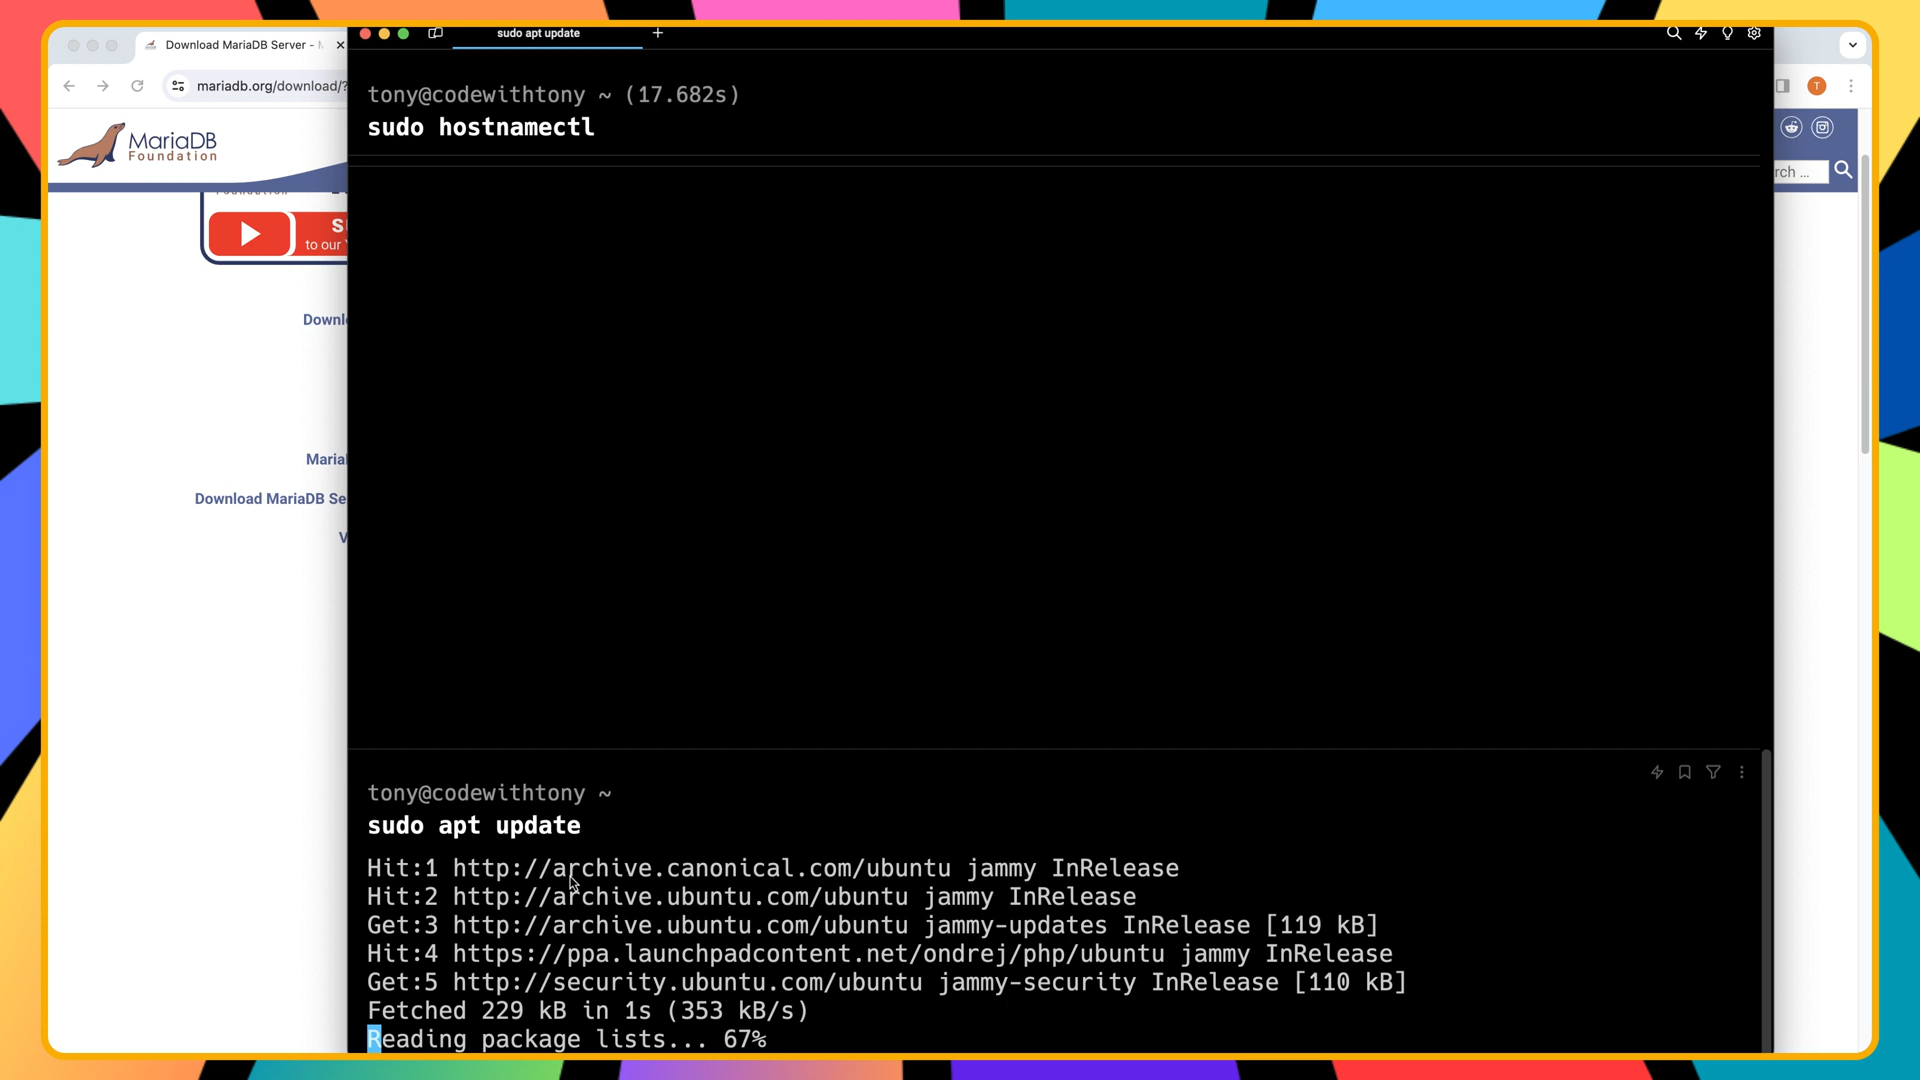 Download MariaDB Server -
sudo apt update
mariadb.org/download/?
T
tony@codewithtony ~ (17.682s)
sudo hostnamectl
MariaDB
Foundation
rch ...
to our
Downl
Maria
Download MariaDB Se
V
tony@codewithtony ~
sudo apt update
Hit:1 http://archive.canonical.com/ubuntu jammy InRelease
Hit:2 http://archive.ubuntu.com/ubuntu jammy InRelease
Get:3 http://archive.ubuntu.com/ubuntu jammy-updates InRelease [119 kB]
Hit:4 https://ppa.launchpadcontent.net/ondrej/php/ubuntu jammy InRelease
Get:5 http://security.ubuntu.com/ubuntu jammy-security InRelease [110 kB]
Fetched 229 kB in 1s (353 kB/s)
Reading package lists... 67%